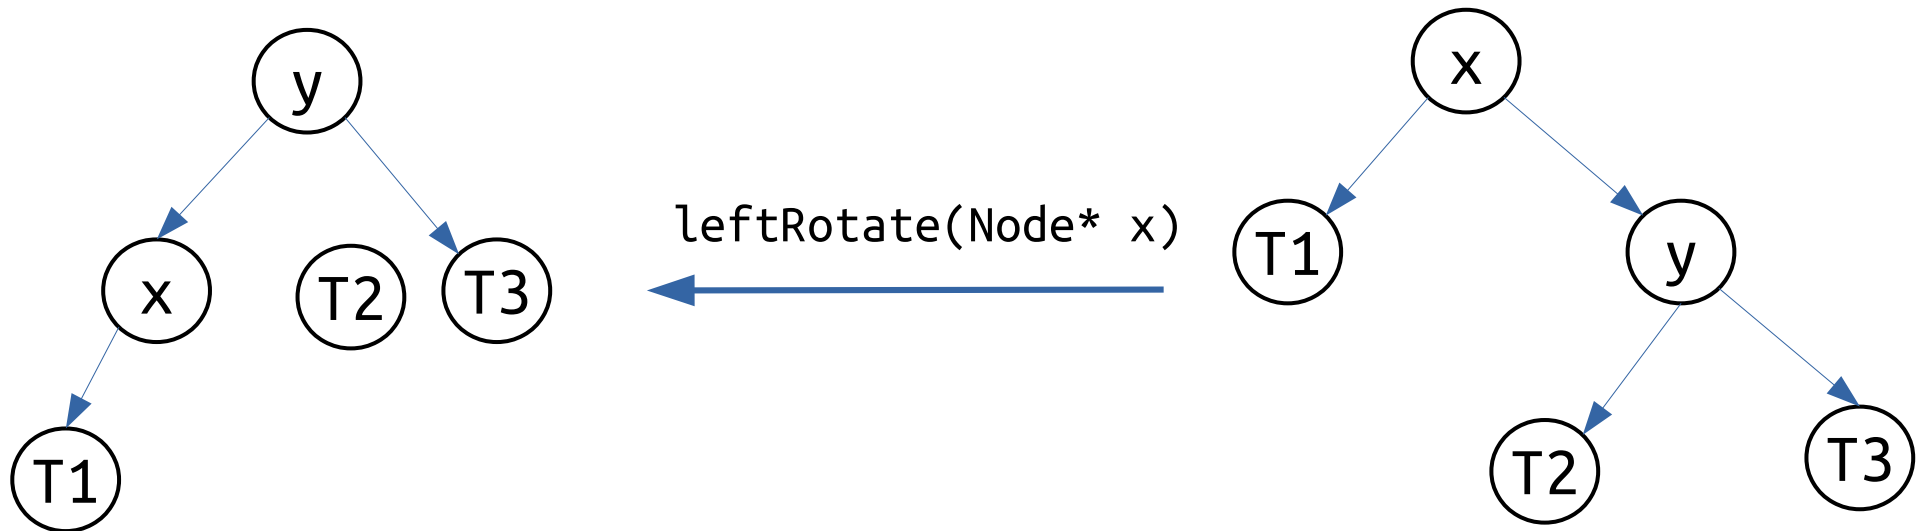 y
x
T2
T3
T1
leftRotate(Node* x)
x
T1
y
T2
T3